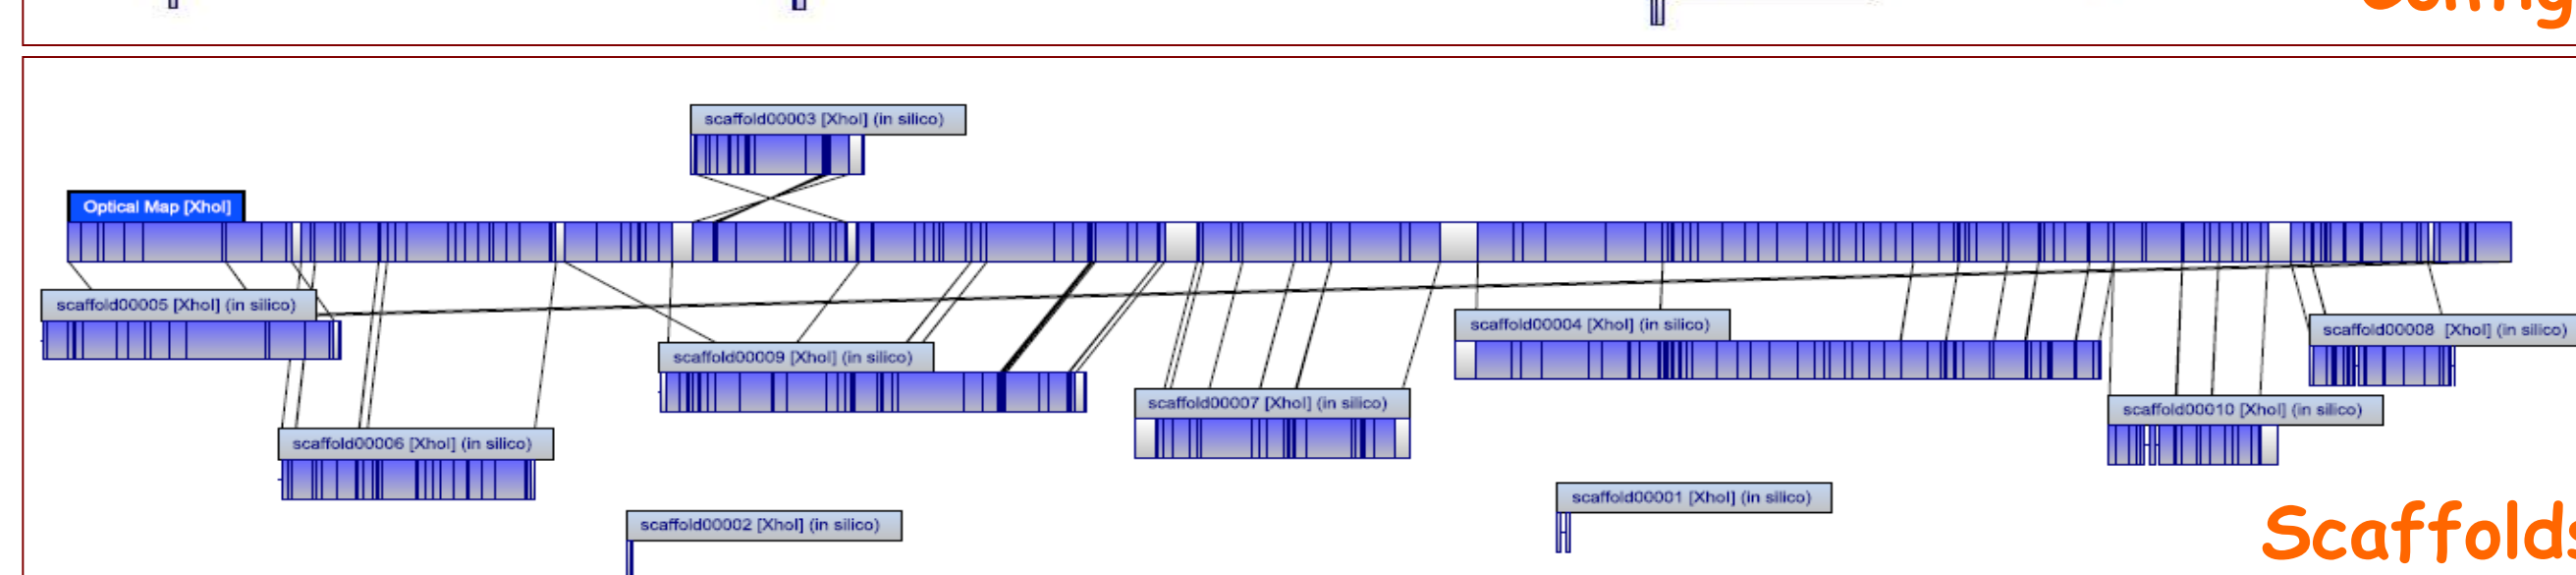 Contig
scaffold00003 [XhoI] (in silico)
Optical Map [XhoI]
scaffold00005 [XhoI] (in silico)
scaffold00004 [XhoI] (in silico)
scaffold00008 [XhoI] (in silico)
scaffold00009 [XhoI] (in silico)
scaffold00007 [XhoI] (in silico)
scaffold00010 [XhoI] (in silico)
scaffold00006 [XhoI] (in silico)
scaffold00001 [XhoI] (in silico)
scaffold00002 [XhoI] (in silico)
Scaffolds